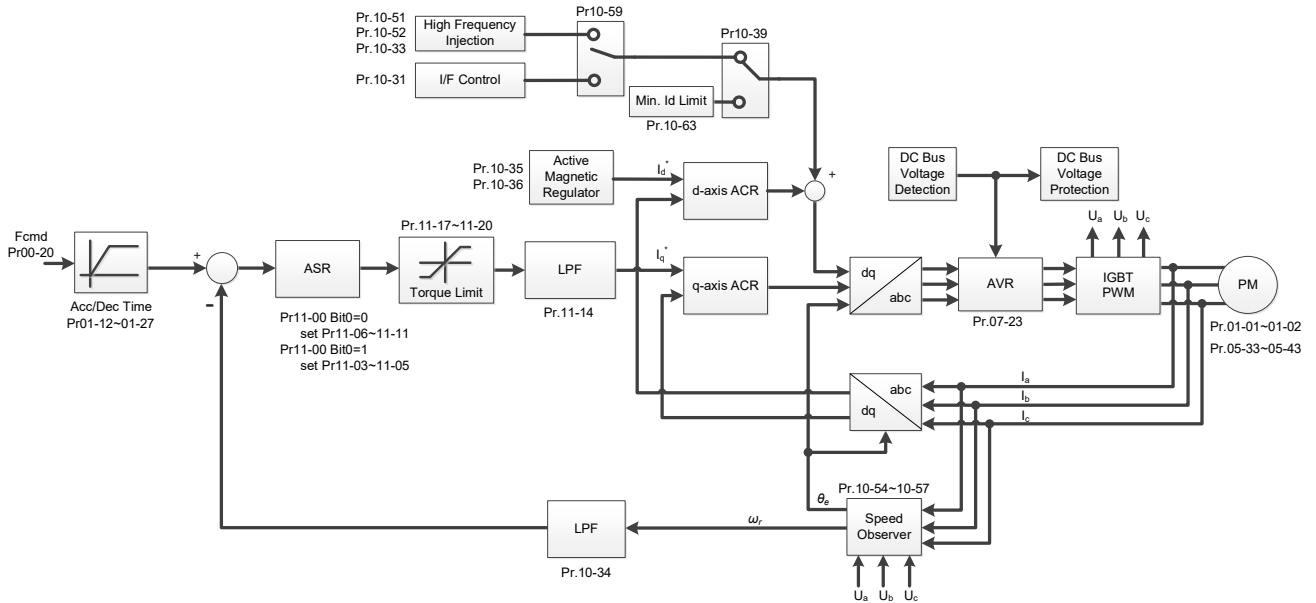 Pr.10-51
Pr.10-52
Pr.10-33
High Frequency
Injection
Pr10-59
Pr10-39
Pr.10-31
I/F Control
Min. Id Limit
Pr.10-63
Pr.10-35
Pr.10-36
Active
Magnetic
Regulator
I_d^*
d-axis ACR
+
DC Bus
Voltage
Detection
DC Bus
Voltage
Protection
U_a U_b U_c
Fcmd
Pr00-20
Acc/Dec Time
Pr01-12~01-27
+
-
ASR
Pr11-00 Bit0=0
set Pr11-06~11-11
Pr11-00 Bit0=1
set Pr11-03~11-05
Pr.11-17~11-20
Torque Limit
LPF
Pr.11-14
I_q^*
q-axis ACR
dq
abc
AVR
Pr.07-23
IGBT
PWM
PM
Pr.01-01~01-02
Pr.05-33~05-43
abc
dq
I_a
I_b
I_c
θ_e
Pr.10-54~10-57
Speed
Observer
ω_r
LPF
Pr.10-34
U_a U_b U_c